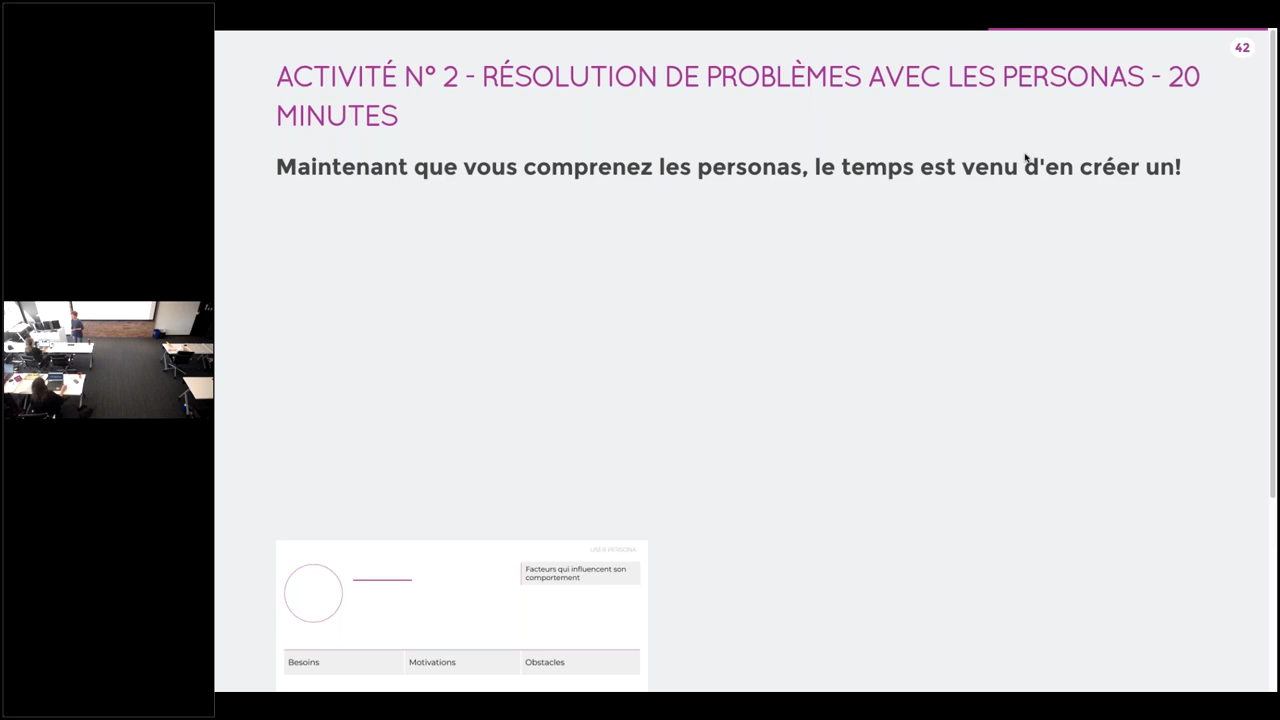 42
ACTIVITÉ N° 2 - RÉSOLUTION DE PROBLÈMES AVEC LES PERSONAS - 20
MINUTES
Maintenant que vous comprenez les personas, le temps est venu d'en créer un!
USER PERSONA
Facteurs qui influencent son
comportement
Besoins
Motivations
Obstacles